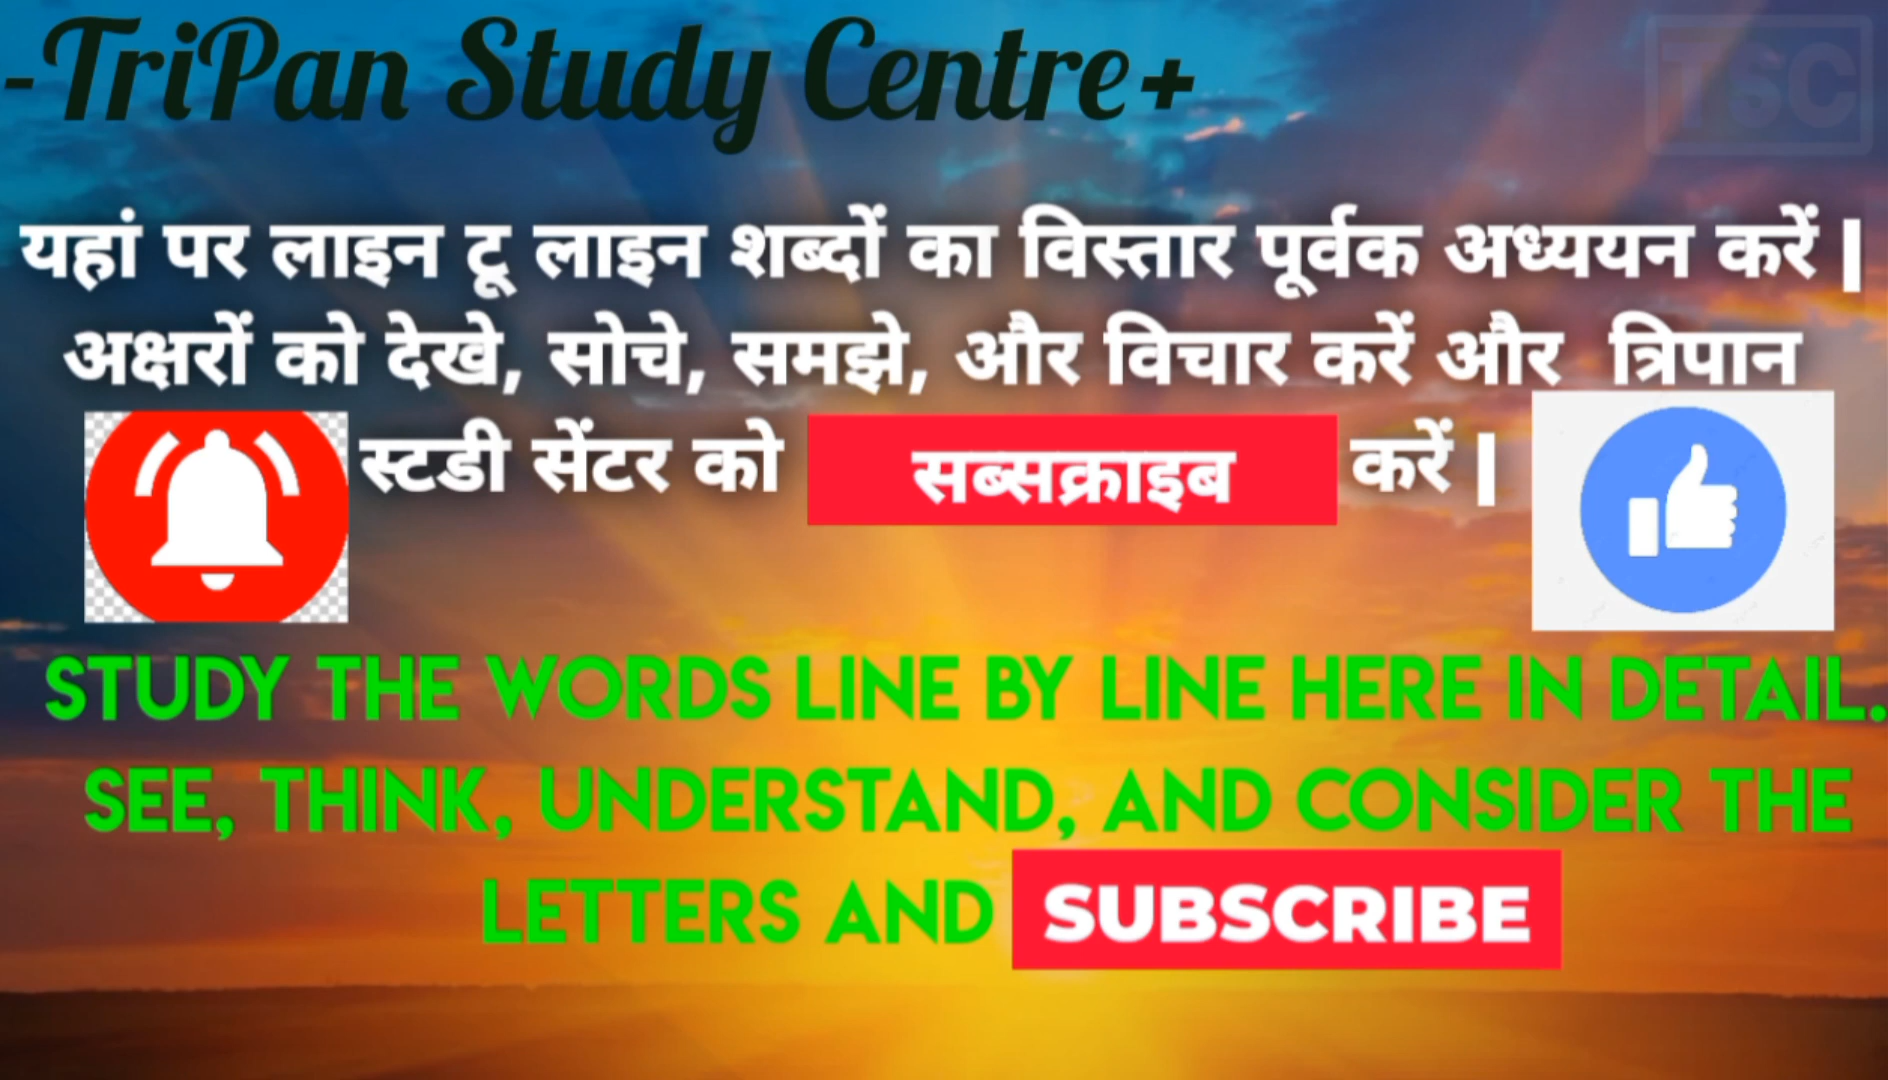 -TriPan Study Centre+
TSC
यहां पर लाइन टू लाइन शब्दों का विस्तार पूर्वक अध्ययन करें |
अक्षरों को देखे, सोचे, समझे, और विचार करें और त्रिपान
स्टडी सेंटर को सब्सक्राइब करें |
STUDY THE WORDS LINE BY LINE HERE IN DETAIL.
SEE, THINK, UNDERSTAND, AND CONSIDER THE
LETTERS AND SUBSCRIBE